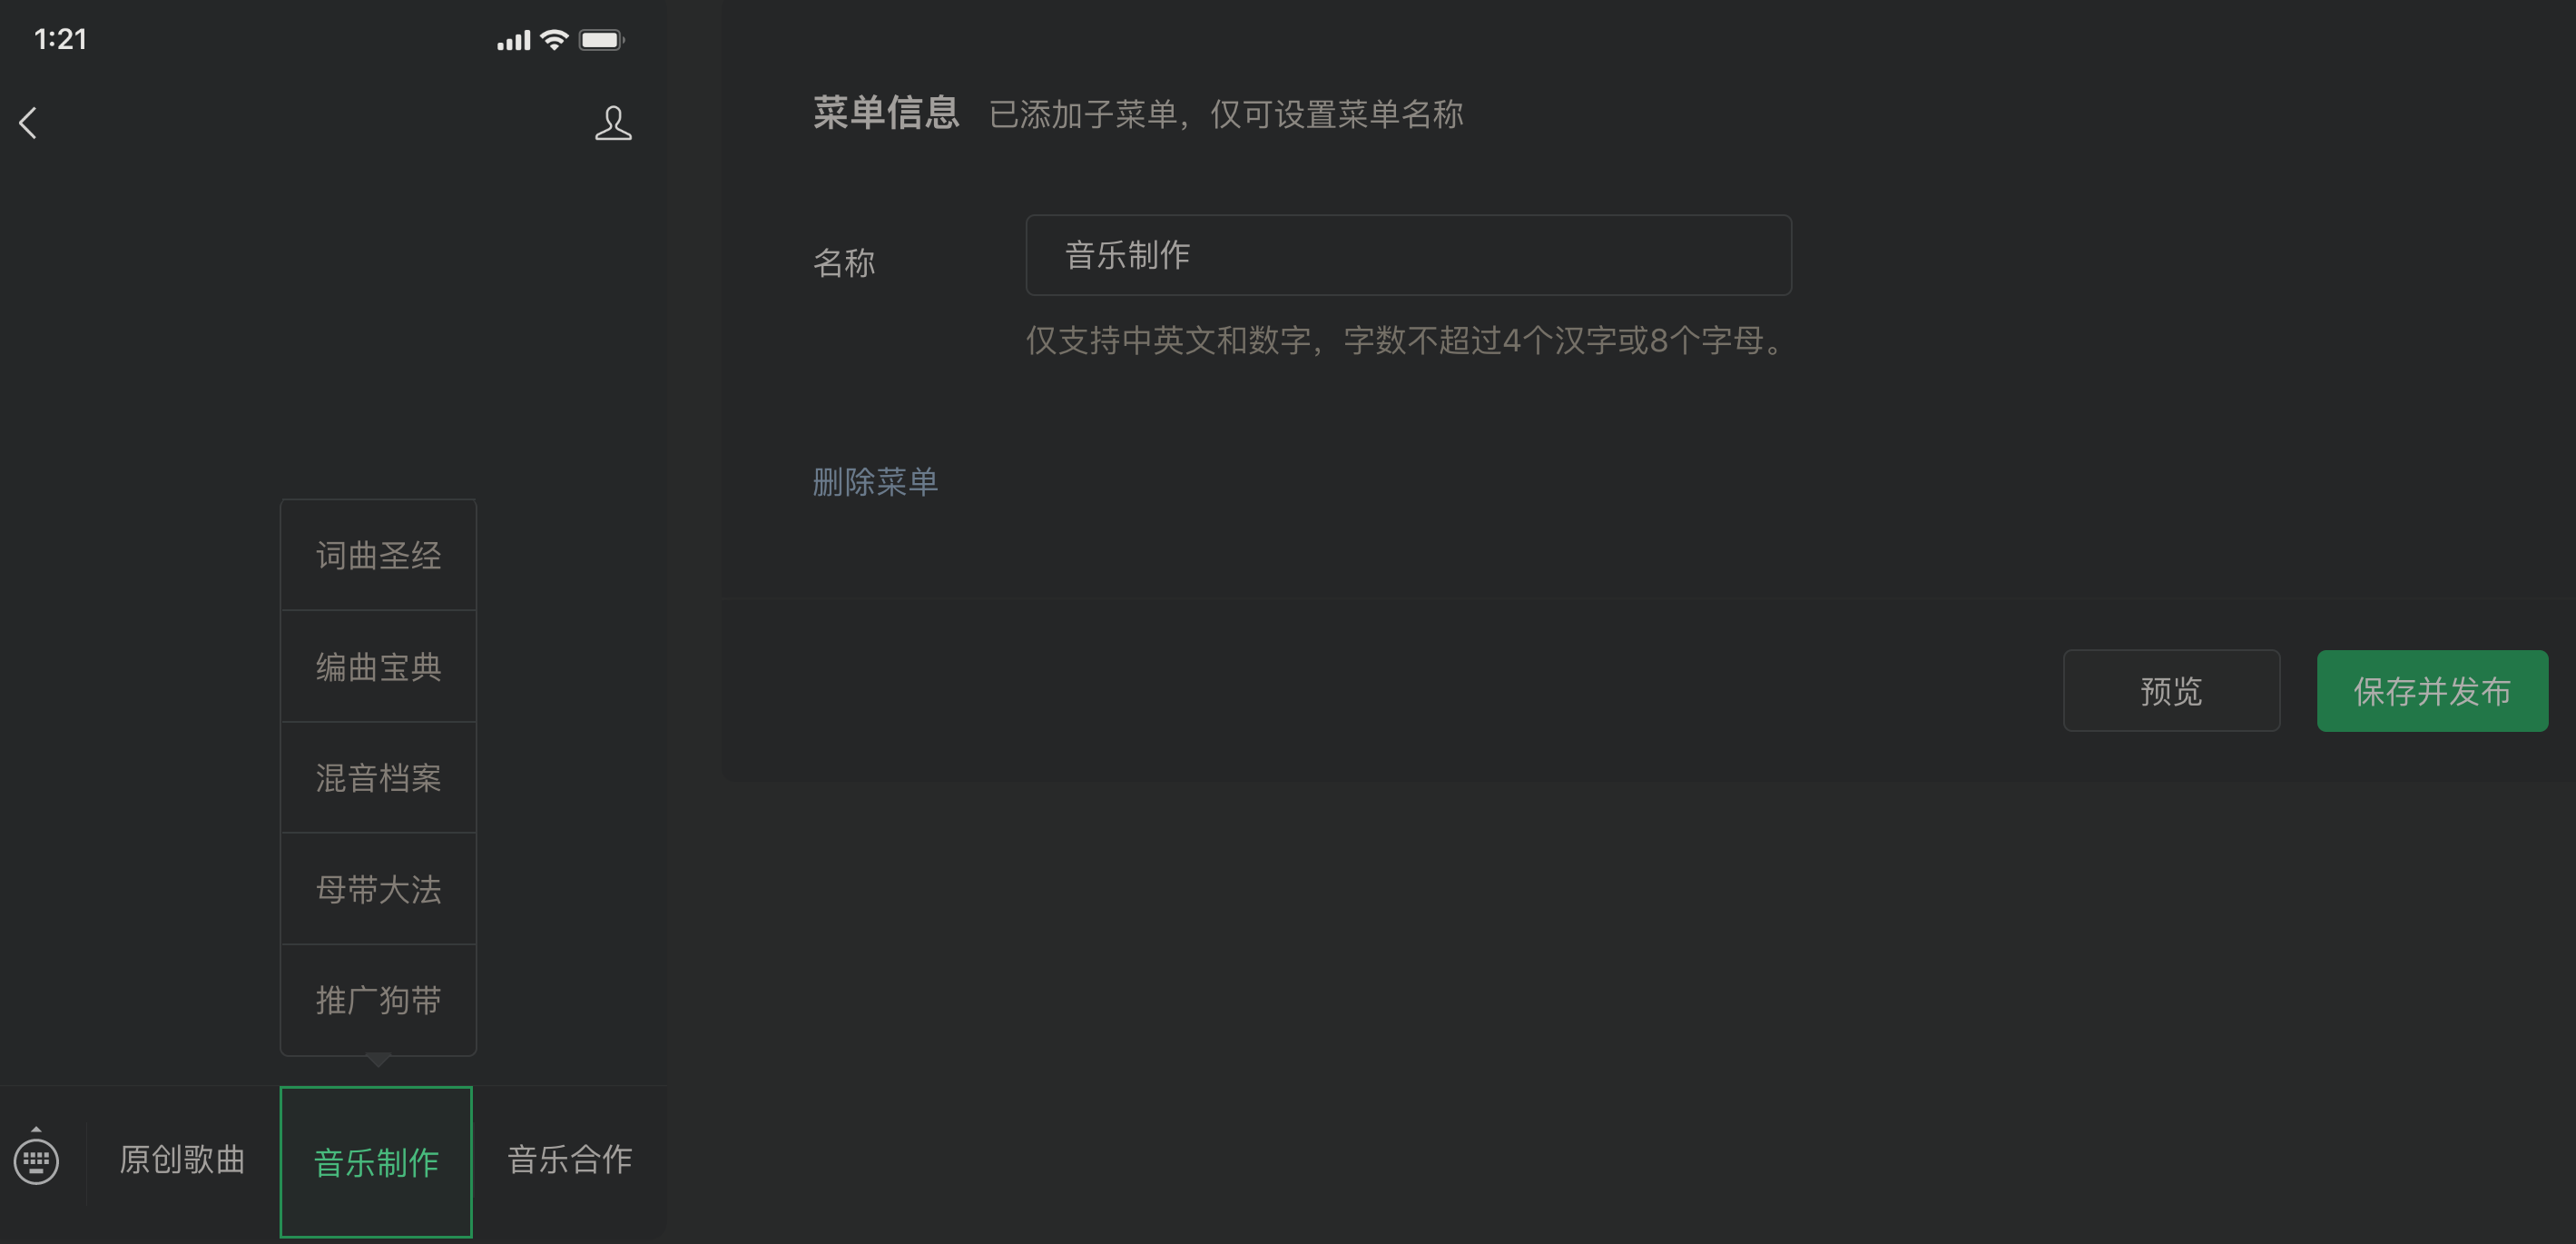 1:21
词曲圣经
编曲宝典
混音档案
母带大法
推广狗带
原创歌曲
音乐制作
音乐合作
菜单信息 已添加子菜单，仅可设置菜单名称
名称 音乐制作
仅支持中英文和数字，字数不超过4个汉字或8个字母。
删除菜单
预览 保存并发布